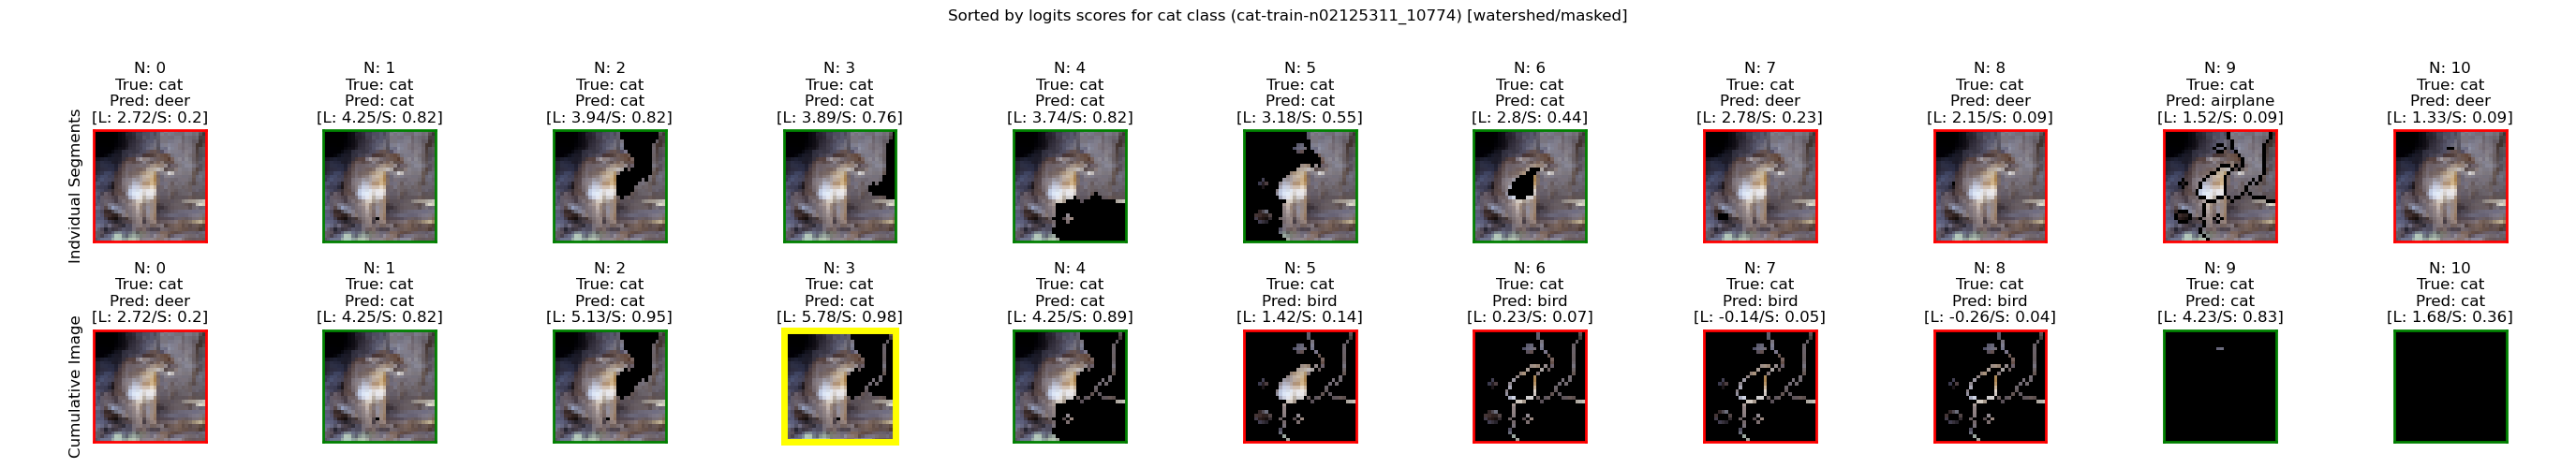 Sorted by logits scores for cat class (cat-train-n02125311_10774) [watershed/masked]
Indvidual Segments
N: 0
True: cat
Pred: deer
[L: 2.72/S: 0.2]
N: 1
True: cat
Pred: cat
[L: 4.25/S: 0.82]
N: 2
True: cat
Pred: cat
[L: 3.94/S: 0.82]
N: 3
True: cat
Pred: cat
[L: 3.89/S: 0.76]
N: 4
True: cat
Pred: cat
[L: 3.74/S: 0.82]
N: 5
True: cat
Pred: cat
[L: 3.18/S: 0.55]
N: 6
True: cat
Pred: cat
[L: 2.8/S: 0.44]
N: 7
True: cat
Pred: deer
[L: 2.78/S: 0.23]
N: 8
True: cat
Pred: deer
[L: 2.15/S: 0.09]
N: 9
True: cat
Pred: airplane
[L: 1.52/S: 0.09]
N: 10
True: cat
Pred: deer
[L: 1.33/S: 0.09]
Cumulative Image
N: 0
True: cat
Pred: deer
[L: 2.72/S: 0.2]
N: 1
True: cat
Pred: cat
[L: 4.25/S: 0.82]
N: 2
True: cat
Pred: cat
[L: 5.13/S: 0.95]
N: 3
True: cat
Pred: cat
[L: 5.78/S: 0.98]
N: 4
True: cat
Pred: cat
[L: 4.25/S: 0.89]
N: 5
True: cat
Pred: bird
[L: 1.42/S: 0.14]
N: 6
True: cat
Pred: bird
[L: 0.23/S: 0.07]
N: 7
True: cat
Pred: bird
[L: -0.14/S: 0.05]
N: 8
True: cat
Pred: bird
[L: -0.26/S: 0.04]
N: 9
True: cat
Pred: cat
[L: 4.23/S: 0.83]
N: 10
True: cat
Pred: cat
[L: 1.68/S: 0.36]